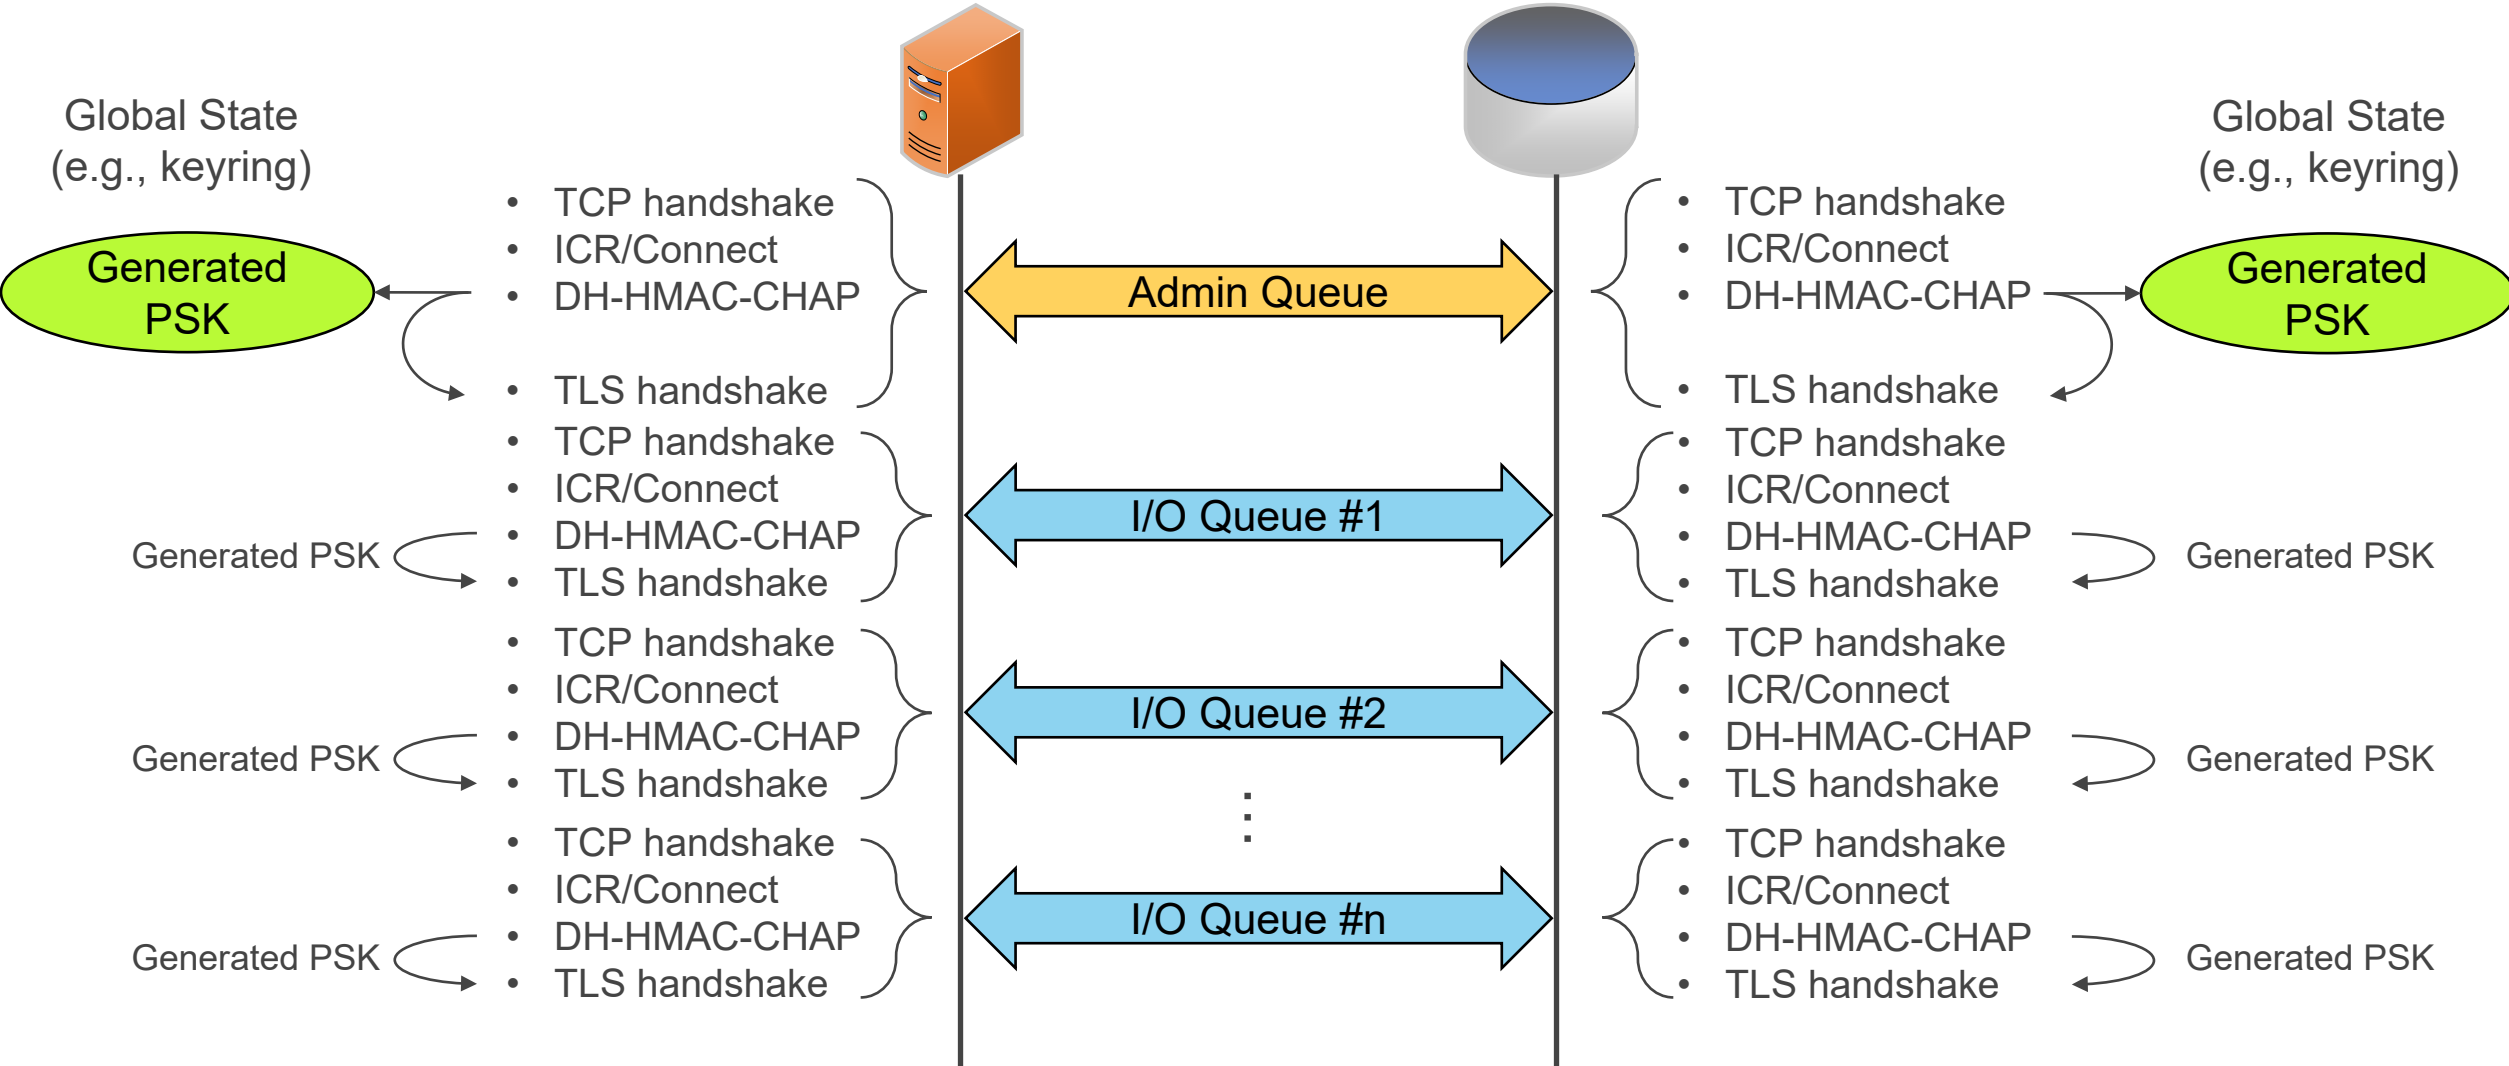 Global State
(e.g., keyring)
Generated
PSK
• TCP handshake
• ICR/Connect
• DH-HMAC-CHAP
• TLS handshake
Admin Queue
• TCP handshake
• ICR/Connect
• DH-HMAC-CHAP
• TLS handshake
Global State
(e.g., keyring)
Generated
PSK
Generated PSK
• TCP handshake
• ICR/Connect
• DH-HMAC-CHAP
• TLS handshake
I/O Queue #1
• TCP handshake
• ICR/Connect
• DH-HMAC-CHAP
• TLS handshake
Generated PSK
Generated PSK
• TCP handshake
• ICR/Connect
• DH-HMAC-CHAP
• TLS handshake
I/O Queue #2
• TCP handshake
• ICR/Connect
• DH-HMAC-CHAP
• TLS handshake
Generated PSK
⋮
Generated PSK
• TCP handshake
• ICR/Connect
• DH-HMAC-CHAP
• TLS handshake
I/O Queue #n
• TCP handshake
• ICR/Connect
• DH-HMAC-CHAP
• TLS handshake
Generated PSK